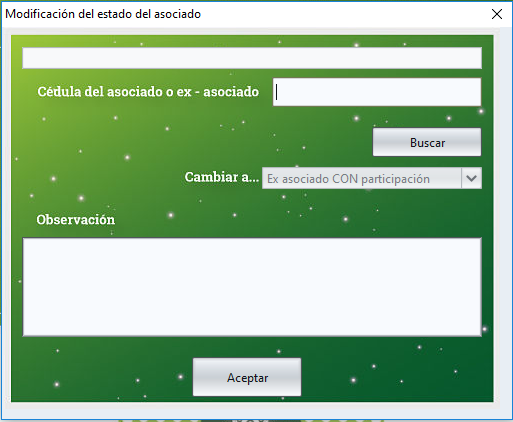 Modificación del estado del asociado
Cédula del asociado o ex - asociado
Buscar
Cambiar a...
Ex asociado CON participación
Observación
Aceptar